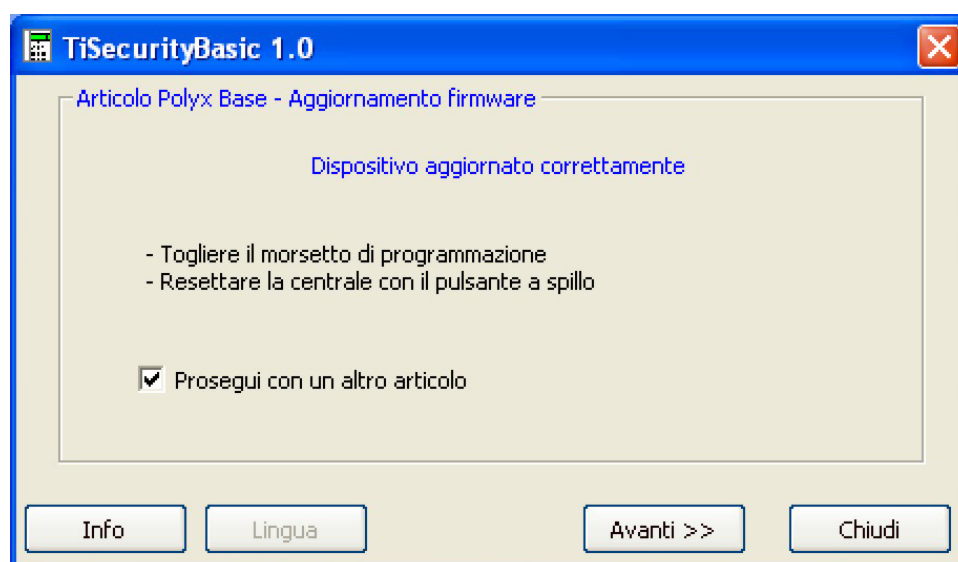 TiSecurityBasic 1.0
Articolo Polyx Base - Aggiornamento firmware
Dispositivo aggiornato correttamente
- Togliere il morsetto di programmazione
- Resettare la centrale con il pulsante a spillo
Prosegui con un altro articolo
Info Lingua Avanti >> Chiudi